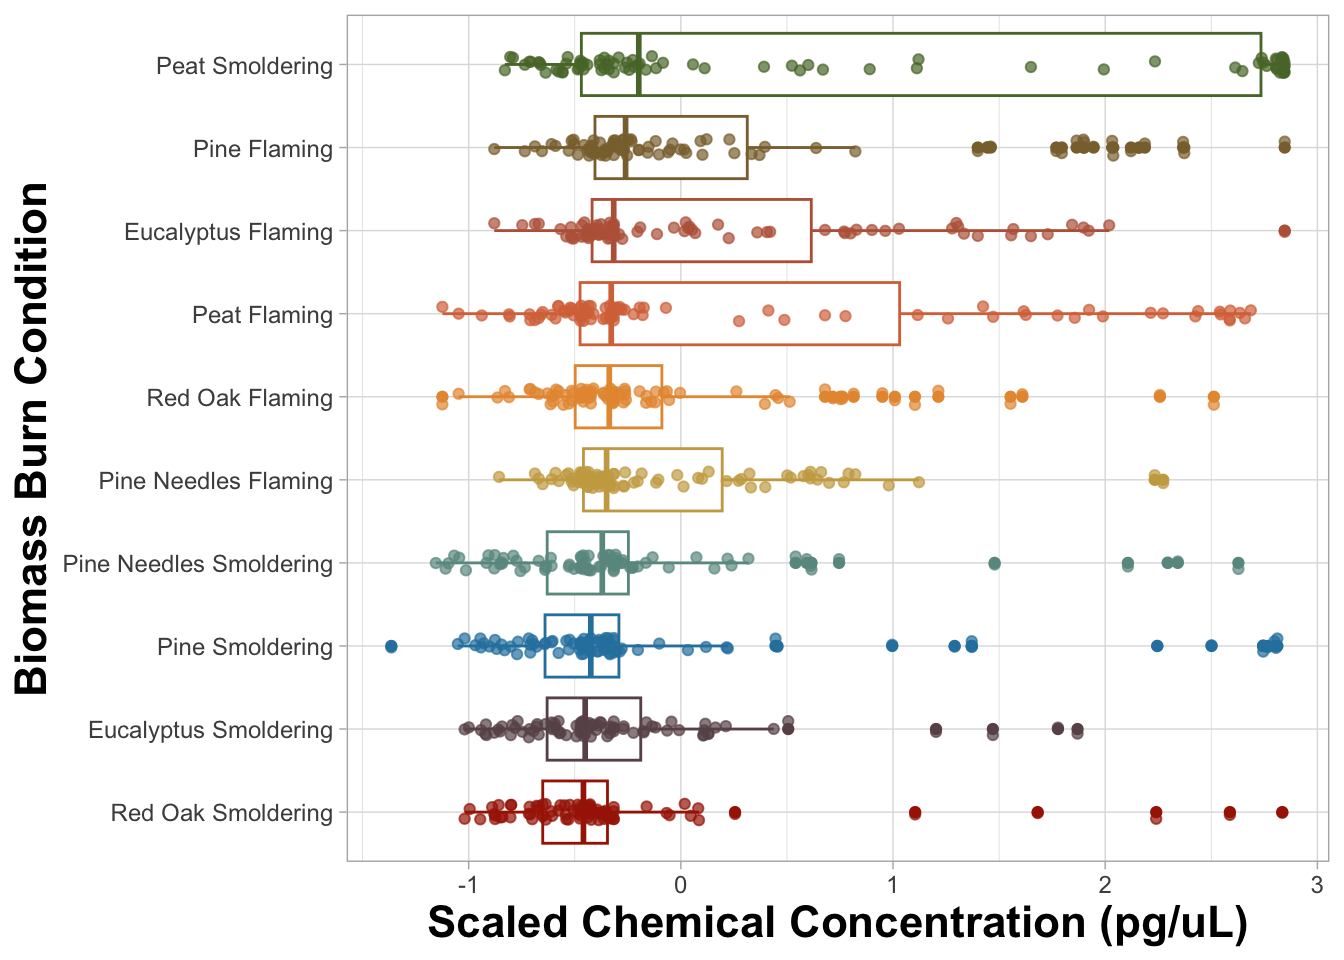 Biomass Burn Condition
Peat Smoldering
Pine Flaming
Eucalyptus Flaming
Peat Flaming
Red Oak Flaming
Pine Needles Flaming
Pine Needles Smoldering
Pine Smoldering
Eucalyptus Smoldering
Red Oak Smoldering
-1 0 1 2 3
Scaled Chemical Concentration (pg/uL)